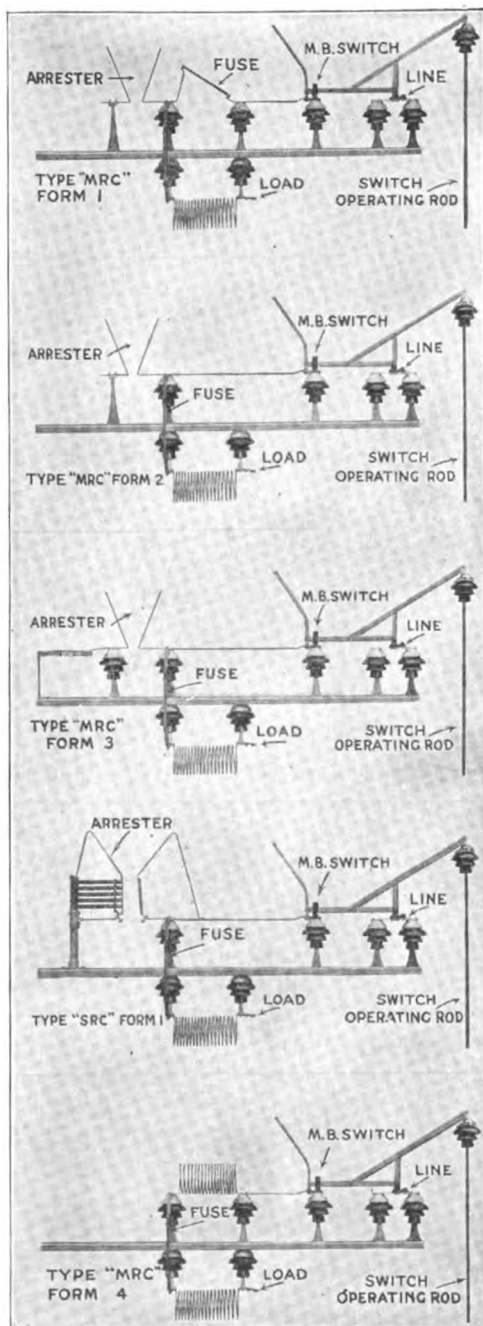 ARRESTER
FUSE
M.B. SWITCH
LINE
TYPE "MRC"
FORM 1
LOAD
SWITCH
OPERATING ROD
ARRESTER
M.B. SWITCH
LINE
FUSE
TYPE "MRC" FORM 2
LOAD
SWITCH
OPERATING ROD
ARRESTER
M.B. SWITCH
LINE
FUSE
TYPE "MRC"
FORM 3
LOAD
SWITCH
OPERATING ROD
ARRESTER
M.B. SWITCH
LINE
FUSE
TYPE "SRC" FORM 1
LOAD
SWITCH
OPERATING ROD
M.B. SWITCH
LINE
FUSE
TYPE "MRC"
FORM 4
LOAD
SWITCH
OPERATING ROD